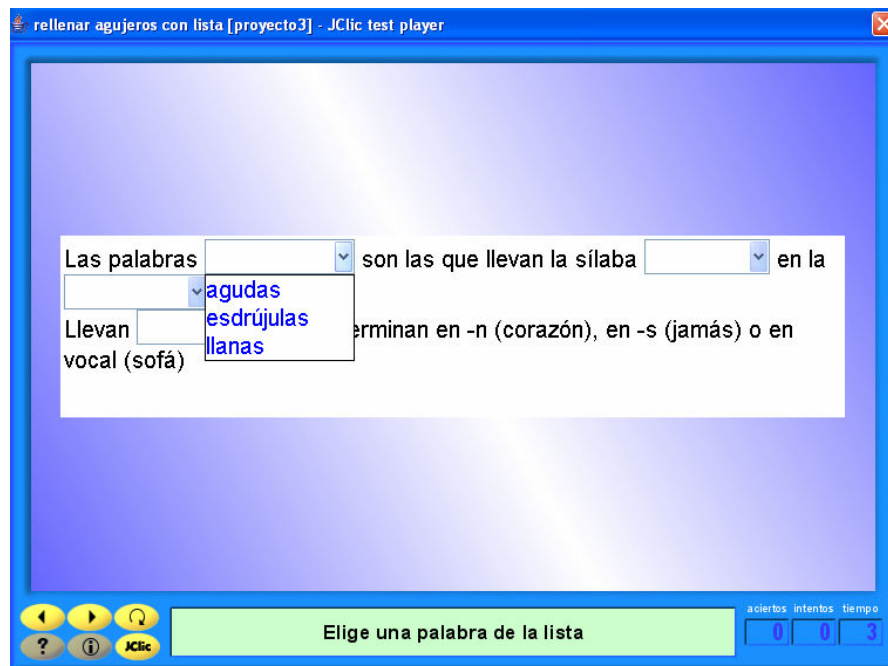 rellenar agujeros con lista [proyecto3] - JClic test player
Las palabras son las que llevan la sílaba en la
agudas
esdrújulas
llanas
Llevan erminan en -n (corazón), en -s (jamás) o en
vocal (sofá)
aciertos intentos tiempo
0 0 3
Elige una palabra de la lista
? i JClic